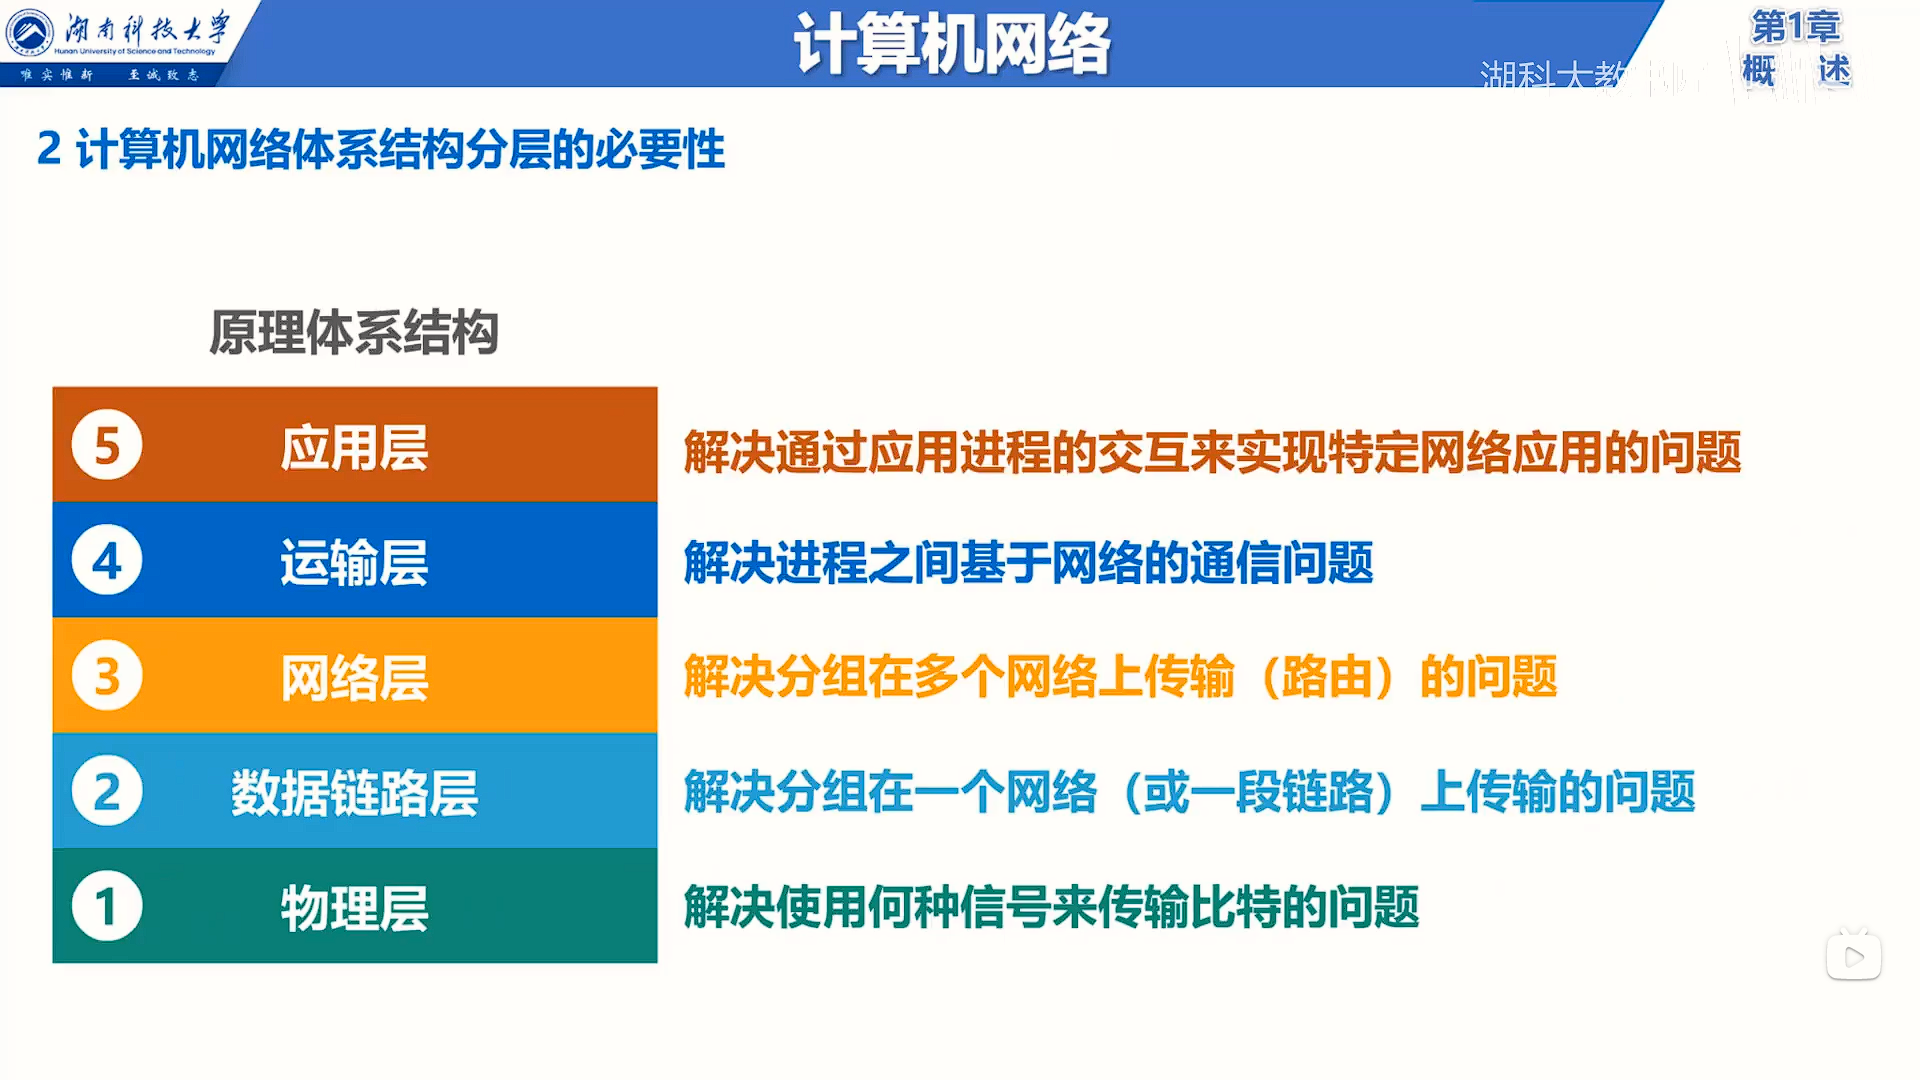 湖南科技大学
Hunan University of Science and Technology
唯实惟新 至诚致志
计算机网络
第1章
概 述
湖科大教书匠
2 计算机网络体系结构分层的必要性
原理体系结构
5 应用层 解决通过应用进程的交互来实现特定网络应用的问题
4 运输层 解决进程之间基于网络的通信问题
3 网络层 解决分组在多个网络上传输（路由）的问题
2 数据链路层 解决分组在一个网络（或一段链路）上传输的问题
1 物理层 解决使用何种信号来传输比特的问题